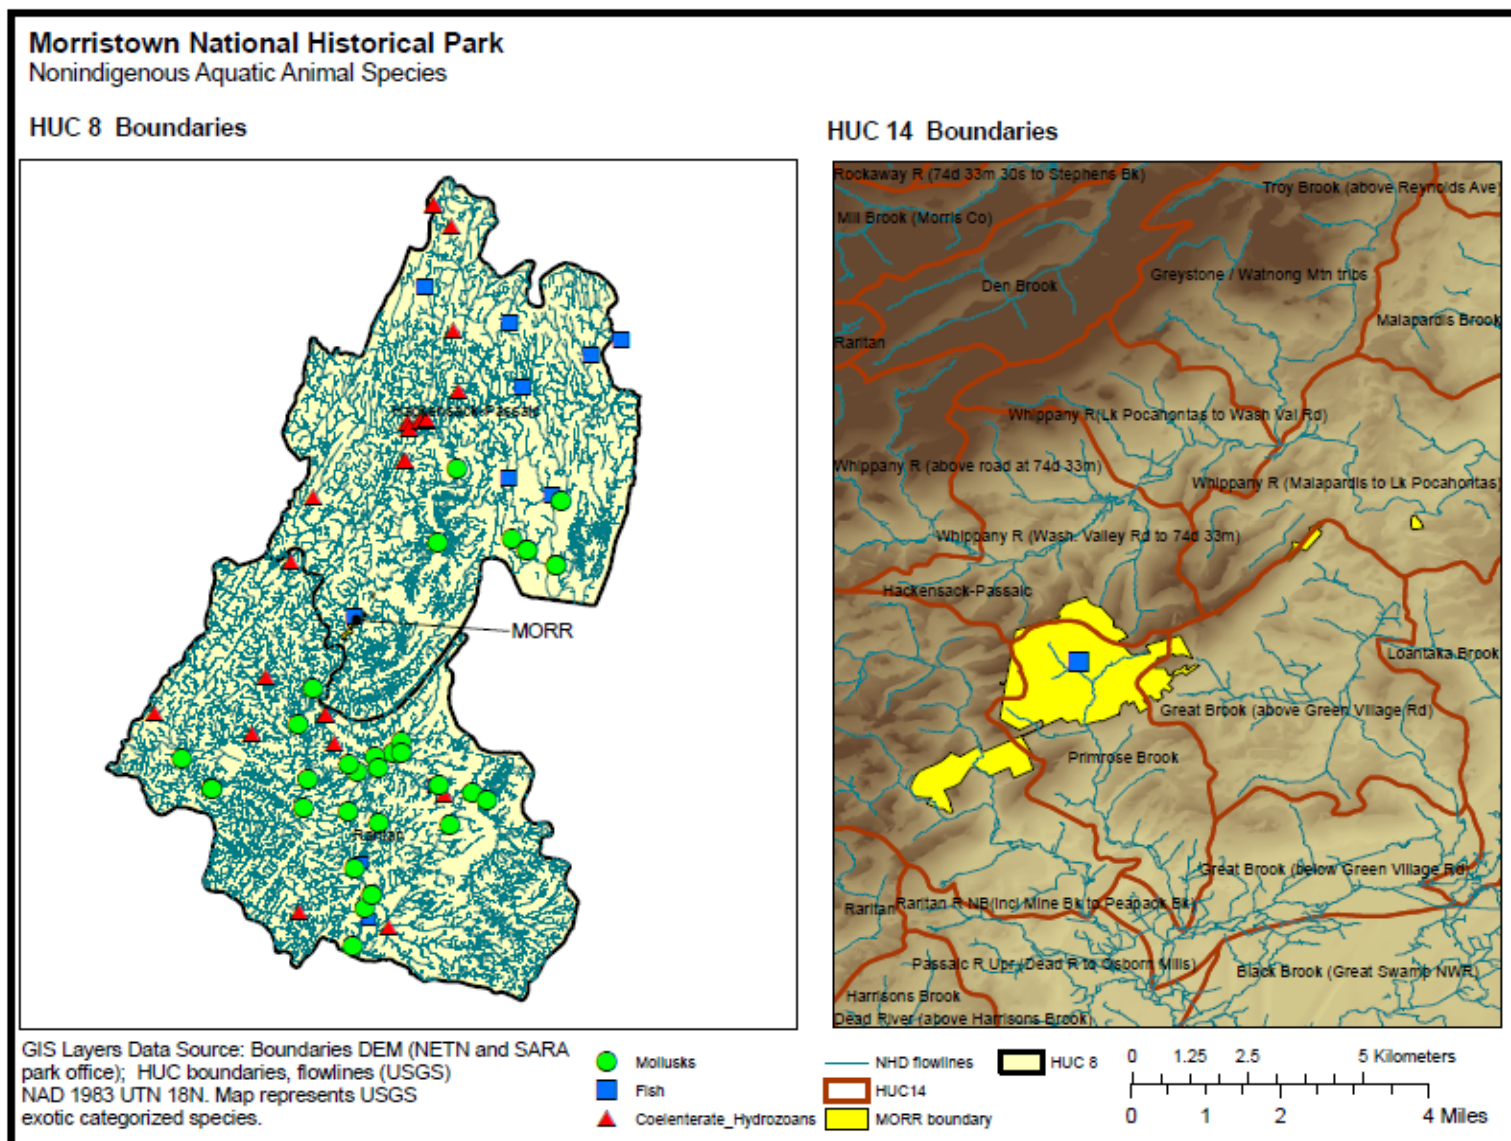 Morristown National Historical Park
Nonindigenous Aquatic Animal Species
HUC 8 Boundaries
HUC 14 Boundaries
Hackensack-Passaic
MORR
Raritan
Rockaway R (74d 33m 30s to Stephens Bk)
Troy Brook (above Reynolds Ave)
Mill Brook (Morris Co)
Greystone / Watnong Mtn tribs
Den Brook
Malapardis Brook
Raritan
Whippany R(Lk Pocahontas to Wash Val Rd)
Whippany R (above road at 74d 33m)
Whippany R (Malapardis to Lk Pocahontas)
Whippany R (Wash. Valley Rd to 74d 33m)
Hackensack-Passaic
Loantaka Brook
Great Brook (above Green Village Rd)
Primrose Brook
Great Brook (below Green Village Rd)
Raritan
Raritan R NB(Incl Mine Bk to Peapack Bk)
Passaic R Upr (Dead R to Osborn Mills)
Black Brook (Great Swamp NWR)
Harrisons Brook
Dead River (above Harrisons Brook)
GIS Layers Data Source: Boundaries DEM (NETN and SARA
park office); HUC boundaries, flowlines (USGS)
NAD 1983 UTN 18N. Map represents USGS
exotic categorized species.
Mollusks
Fish
Coelenterate_Hydrozoans
NHD flowlines
HUC14
MORR boundary
HUC 8
0 1.25 2.5 5 Kilometers
0 1 2 4 Miles